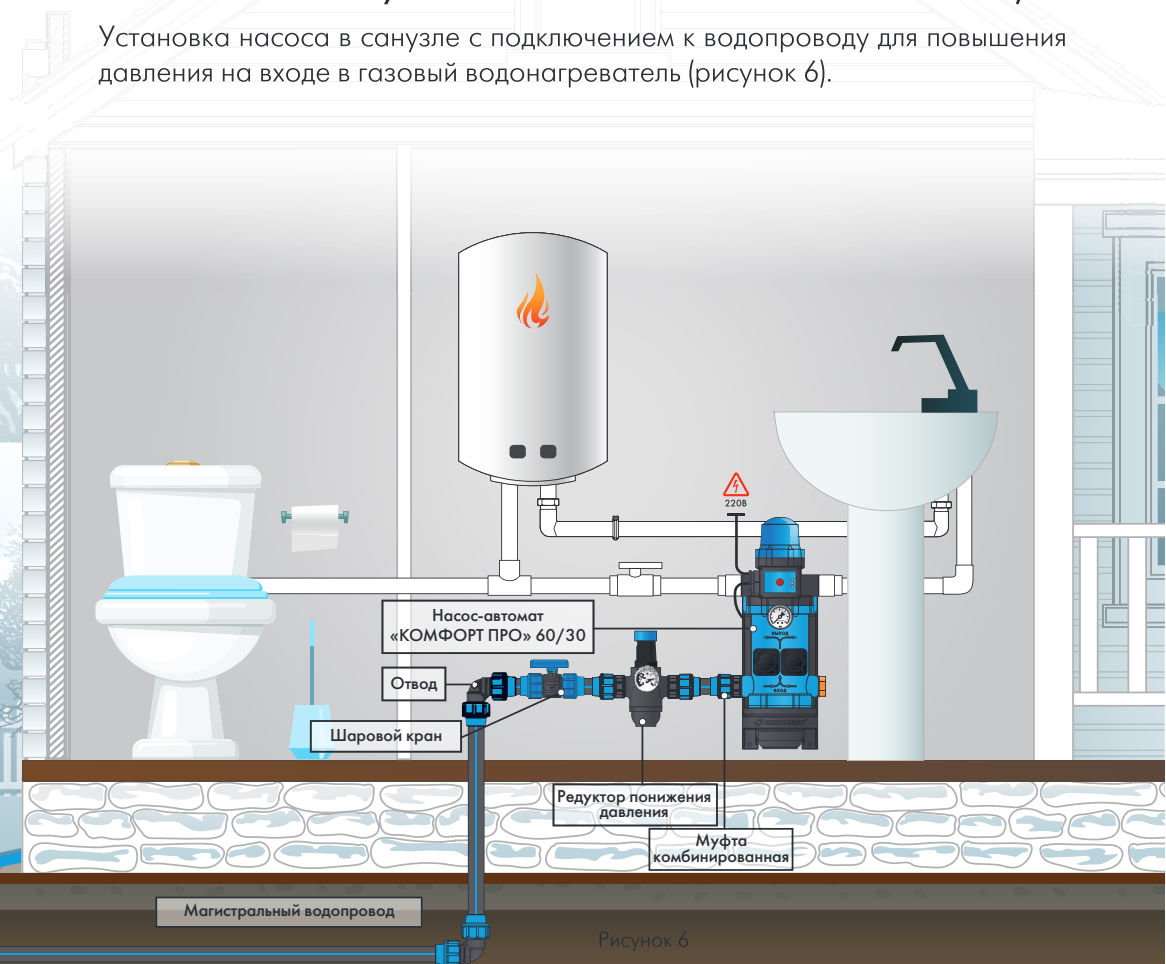 Установка насоса в санузле с подключением к водопроводу для повышения
давления на входе в газовый водонагреватель (рисунок 6).
220В
Насос-автомат
«КОМФОРТ ПРО» 60/30
ВЫХОД
Отвод
ВХОД
Шаровой кран
Редуктор понижения
давления
Муфта
комбинированная
Магистральный водопровод
Рисунок 6